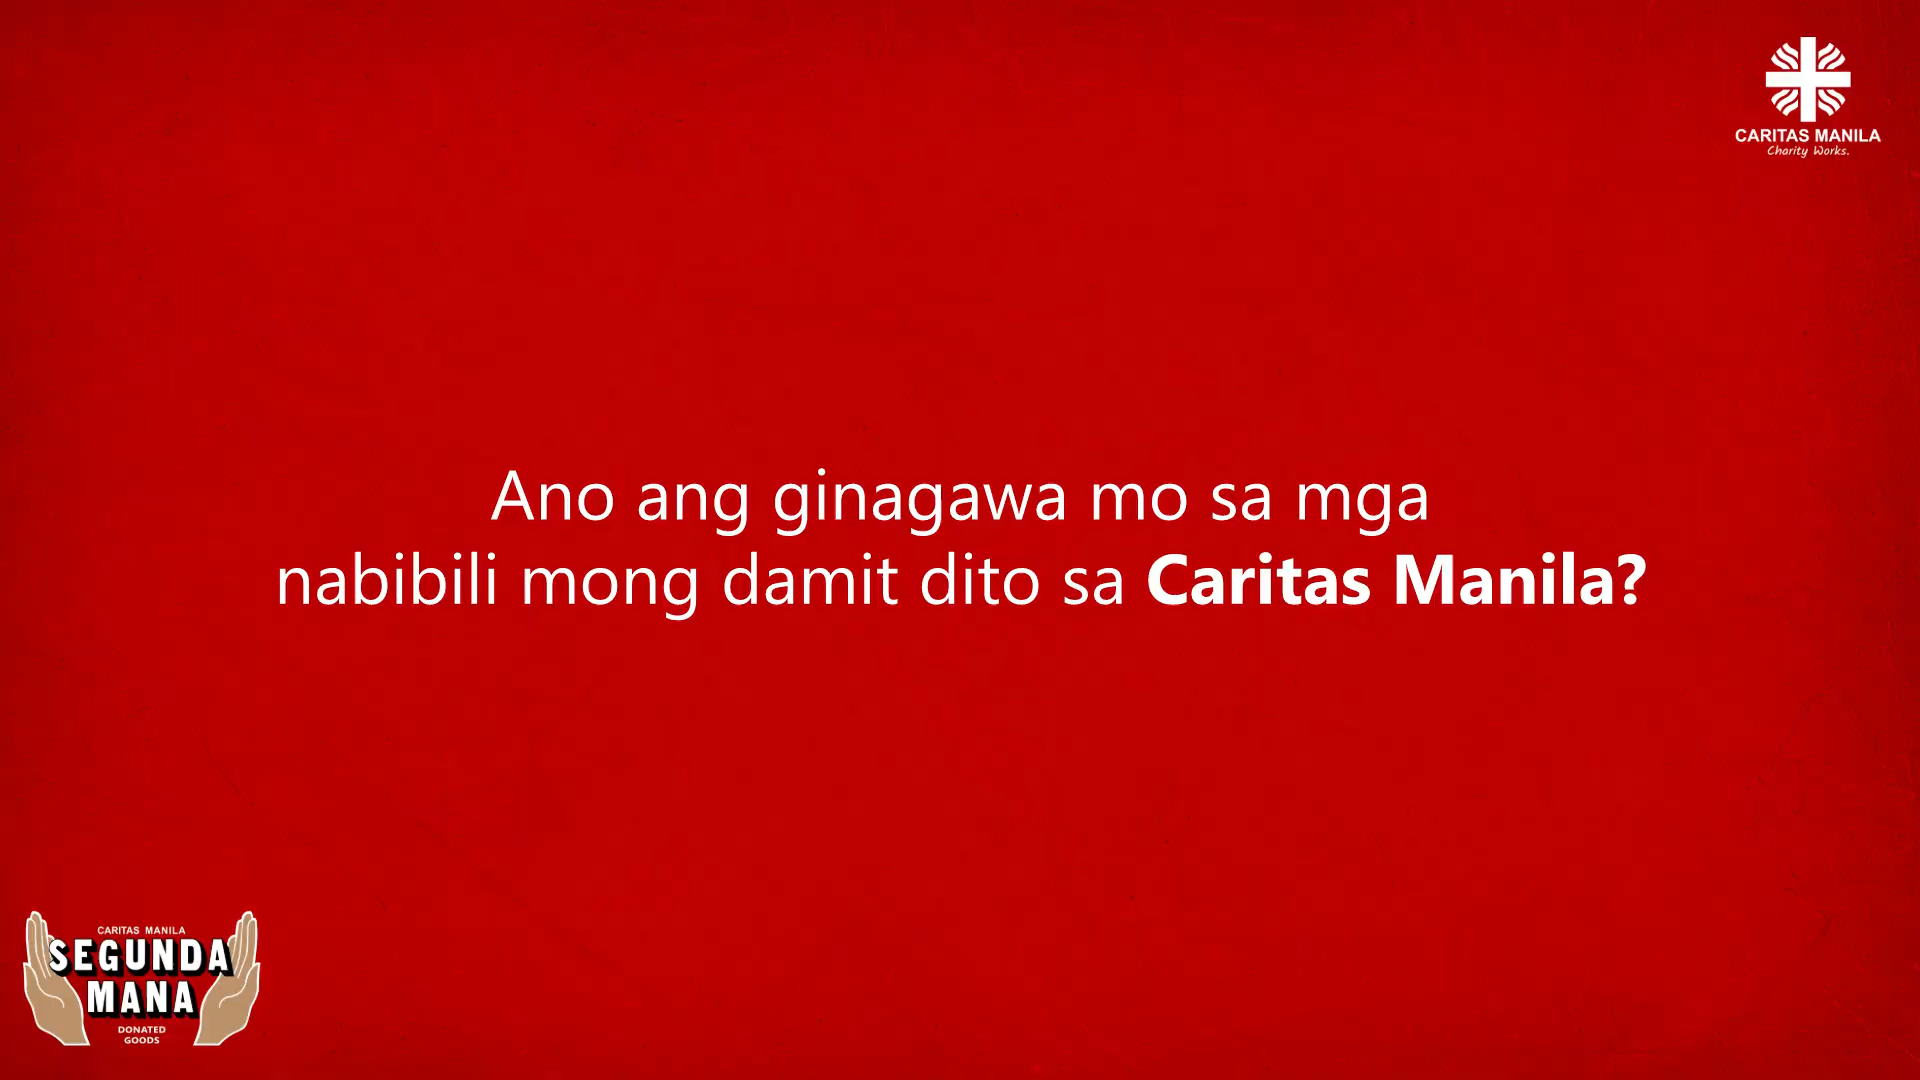 CARITAS MANILA
Charity Works.
Ano ang ginagawa mo sa mga
nabibili mong damit dito sa Caritas Manila?
CARITAS MANILA
SEGUNDA
MANA
DONATED
GOODS